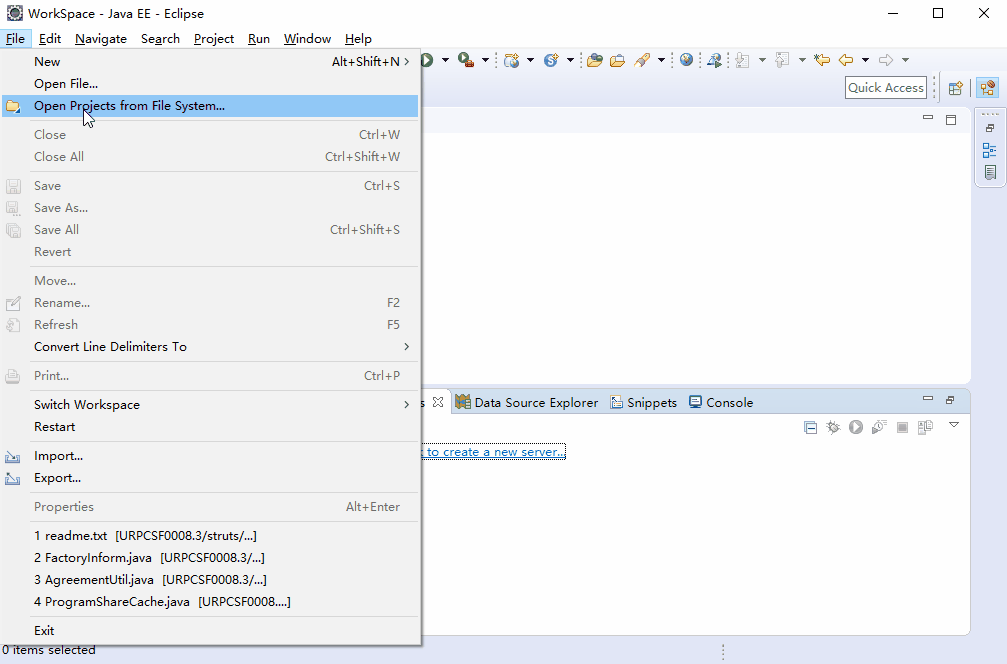 WorkSpace - Java EE - Eclipse
File Edit Navigate Search Project Run Window Help
New Alt+Shift+N
Open File...
Open Projects from File System...
Close Ctrl+W
Close All Ctrl+Shift+W
Save Ctrl+S
Save As...
Save All Ctrl+Shift+S
Revert
Move...
Rename... F2
Refresh F5
Convert Line Delimiters To
Print... Ctrl+P
Switch Workspace
Restart
Import...
Export...
Properties Alt+Enter
1 readme.txt [URPCSF0008.3/struts/...]
2 FactoryInform.java [URPCSF0008.3/...]
3 AgreementUtil.java [URPCSF0008.3/...]
4 ProgramShareCache.java [URPCSF0008....]
Exit
0 items selected
Quick Access
s Data Source Explorer Snippets Console
to create a new server...